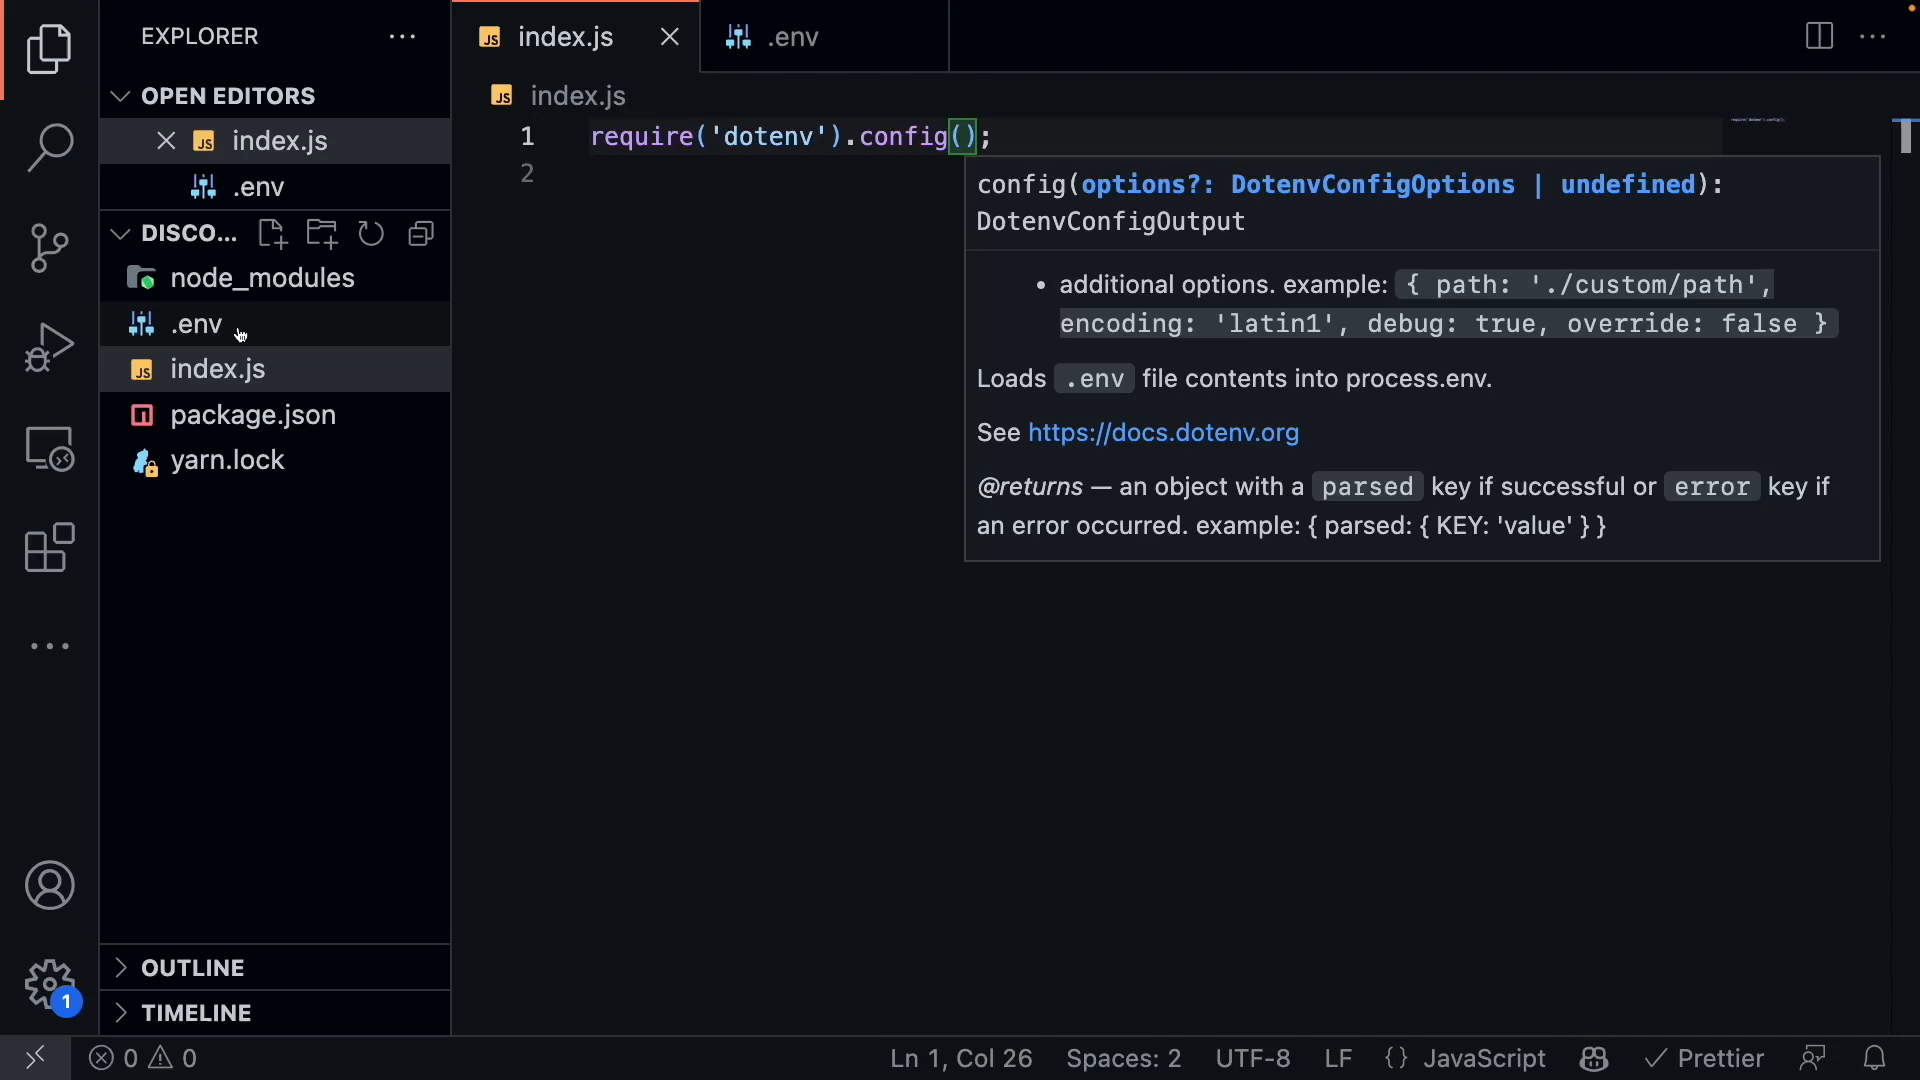 EXPLORER
OPEN EDITORS
JS index.js
.env
DISCO...
node_modules
.env
JS index.js
package.json
yarn.lock
OUTLINE
TIMELINE
1
JS index.js
.env
JS index.js
1 require('dotenv').config();
2
config(options?: DotenvConfigOptions | undefined):
DotenvConfigOutput
• additional options. example: { path: './custom/path',
encoding: 'latin1', debug: true, override: false }
Loads .env file contents into process.env.
See https://docs.dotenv.org
@returns — an object with a parsed key if successful or error key if
an error occurred. example: { parsed: { KEY: 'value' } }
0 0 Ln 1, Col 26 Spaces: 2 UTF-8 LF {} JavaScript Prettier